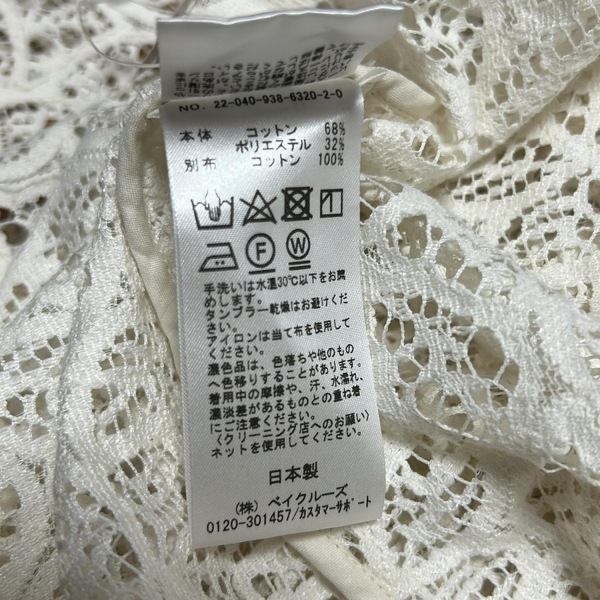 NO. 22-040-938-6320-2-0
本体 コットン 68%
ポリエステル 32%
別布 コットン 100%
F W
手洗いは水温30℃以下をお薦
めします。
タンブラー乾燥はお避けくだ
さい。
アイロンは当て布を使用して
ください。
濃色品は、色落ちや他のもの
へ色移りすることがあります。
着用中の摩擦や、汗、水濡れ、
濃淡差があるものとの重ね着
にご注意ください。
〈クリーニング店へのお願い〉
ネットを使用してください。
日本製
(株) ベイクルーズ
0120-301457/カスタマーサポート